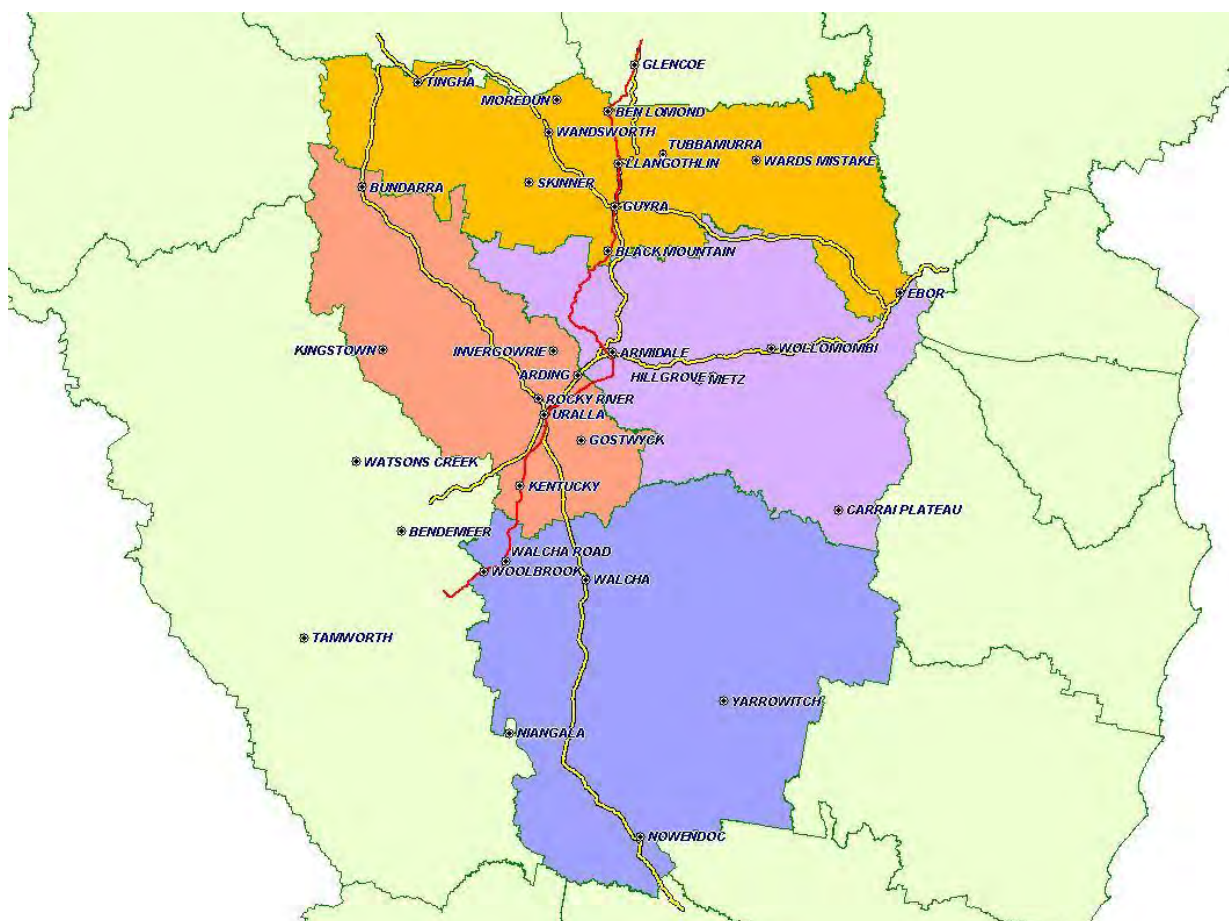 GLENCOE
TINGHA
MOREDUN
BEN LOMOND
WANDSWORTH
TUBBAMURRA
LLANGOTHLIN
WARDS MISTAKE
SKINNER
BUNDARRA
GUYRA
BLACK MOUNTAIN
EBOR
KINGSTOWN
INVERGOWRIE
ARMIDALE
WOLLOMOMBI
ARDING
HILLGROVE
METZ
ROCKY RIVER
URALLA
GOSTWYCK
WATSONS CREEK
KENTUCKY
CARRAI PLATEAU
BENDEMEER
WALCHA ROAD
WOOLBROOK
WALCHA
TAMWORTH
YARROWITCH
NIANGALA
NOWENDOC